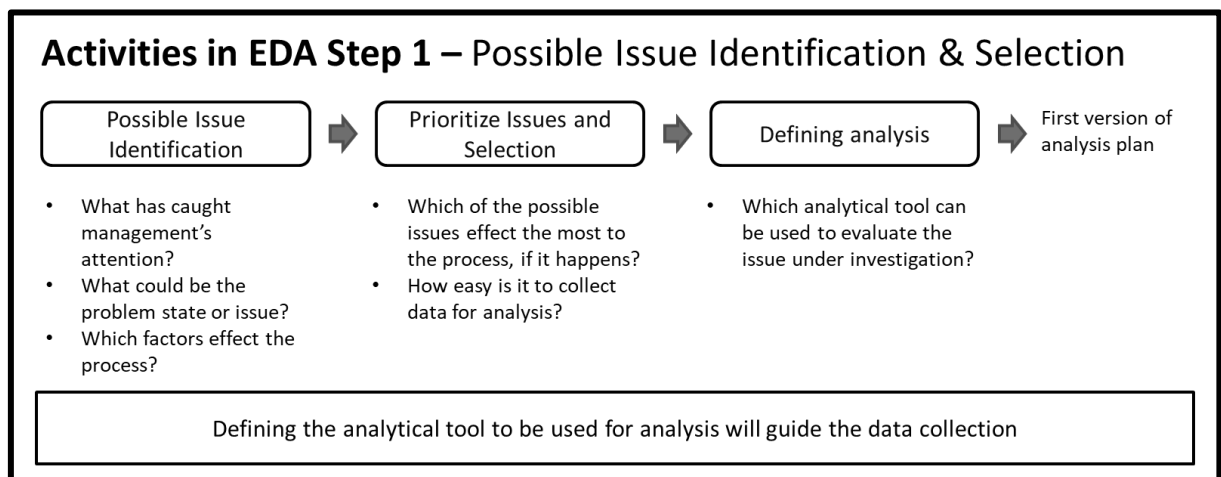 Activities in EDA Step 1 – Possible Issue Identification & Selection
Possible Issue
Identification
Prioritize Issues and
Selection
Defining analysis
First version of
analysis plan
• What has caught
management's
attention?
• What could be the
problem state or issue?
• Which factors effect the
process?
• Which of the possible
issues effect the most to
the process, if it happens?
• How easy is it to collect
data for analysis?
• Which analytical tool can
be used to evaluate the
issue under investigation?
Defining the analytical tool to be used for analysis will guide the data collection